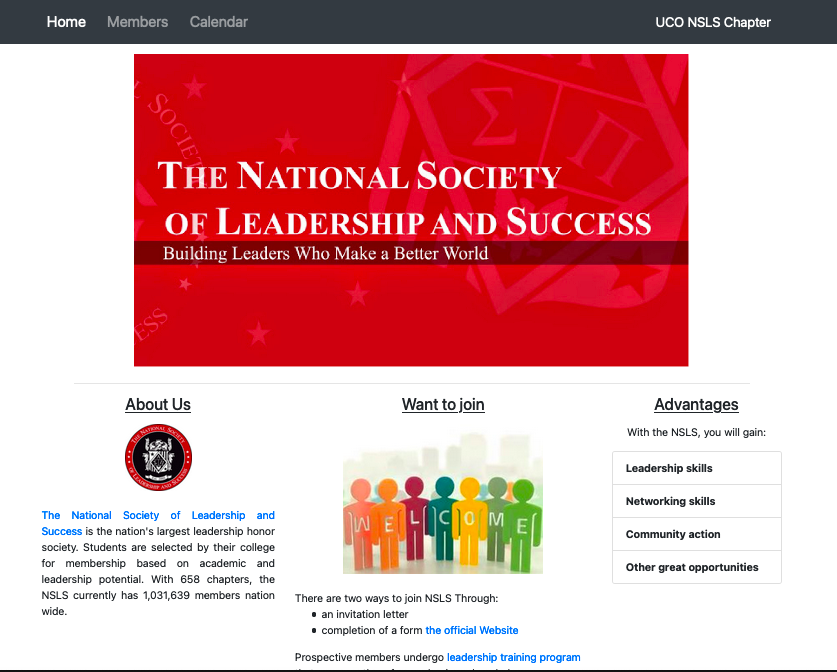 Home Members Calendar UCO NSLS Chapter
SOCIETY
Σ
Π
THE NATIONAL SOCIETY
OF LEADERSHIP AND SUCCESS
Building Leaders Who Make a Better World
ESS
About Us
THE NATIONAL SOCIETY
OF LEADERSHIP AND SUCCESS
The National Society of Leadership and
Success is the nation's largest leadership honor
society. Students are selected by their college
for membership based on academic and
leadership potential. With 658 chapters, the
NSLS currently has 1,031,639 members nation
wide.
Want to join
WELCOME
There are two ways to join NSLS Through:
• an invitation letter
• completion of a form the official Website
Prospective members undergo leadership training program
Advantages
With the NSLS, you will gain:
Leadership skills
Networking skills
Community action
Other great opportunities